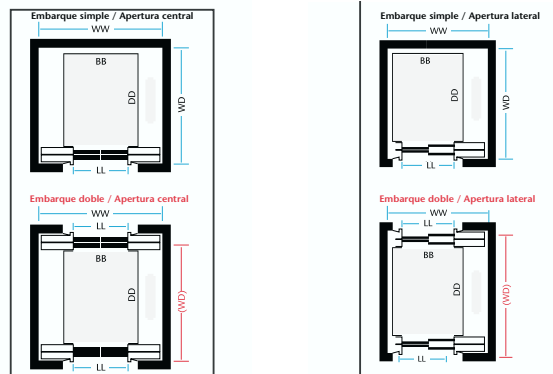 Embarque simple / Apertura central
WW
BB
DD
WD
LL
Embarque doble / Apertura central
WW
LL
BB
DD
(WD)
LL
Embarque simple / Apertura lateral
WW
BB
DD
WD
LL
Embarque doble / Apertura lateral
WW
LL
BB
DD
(WD)
LL